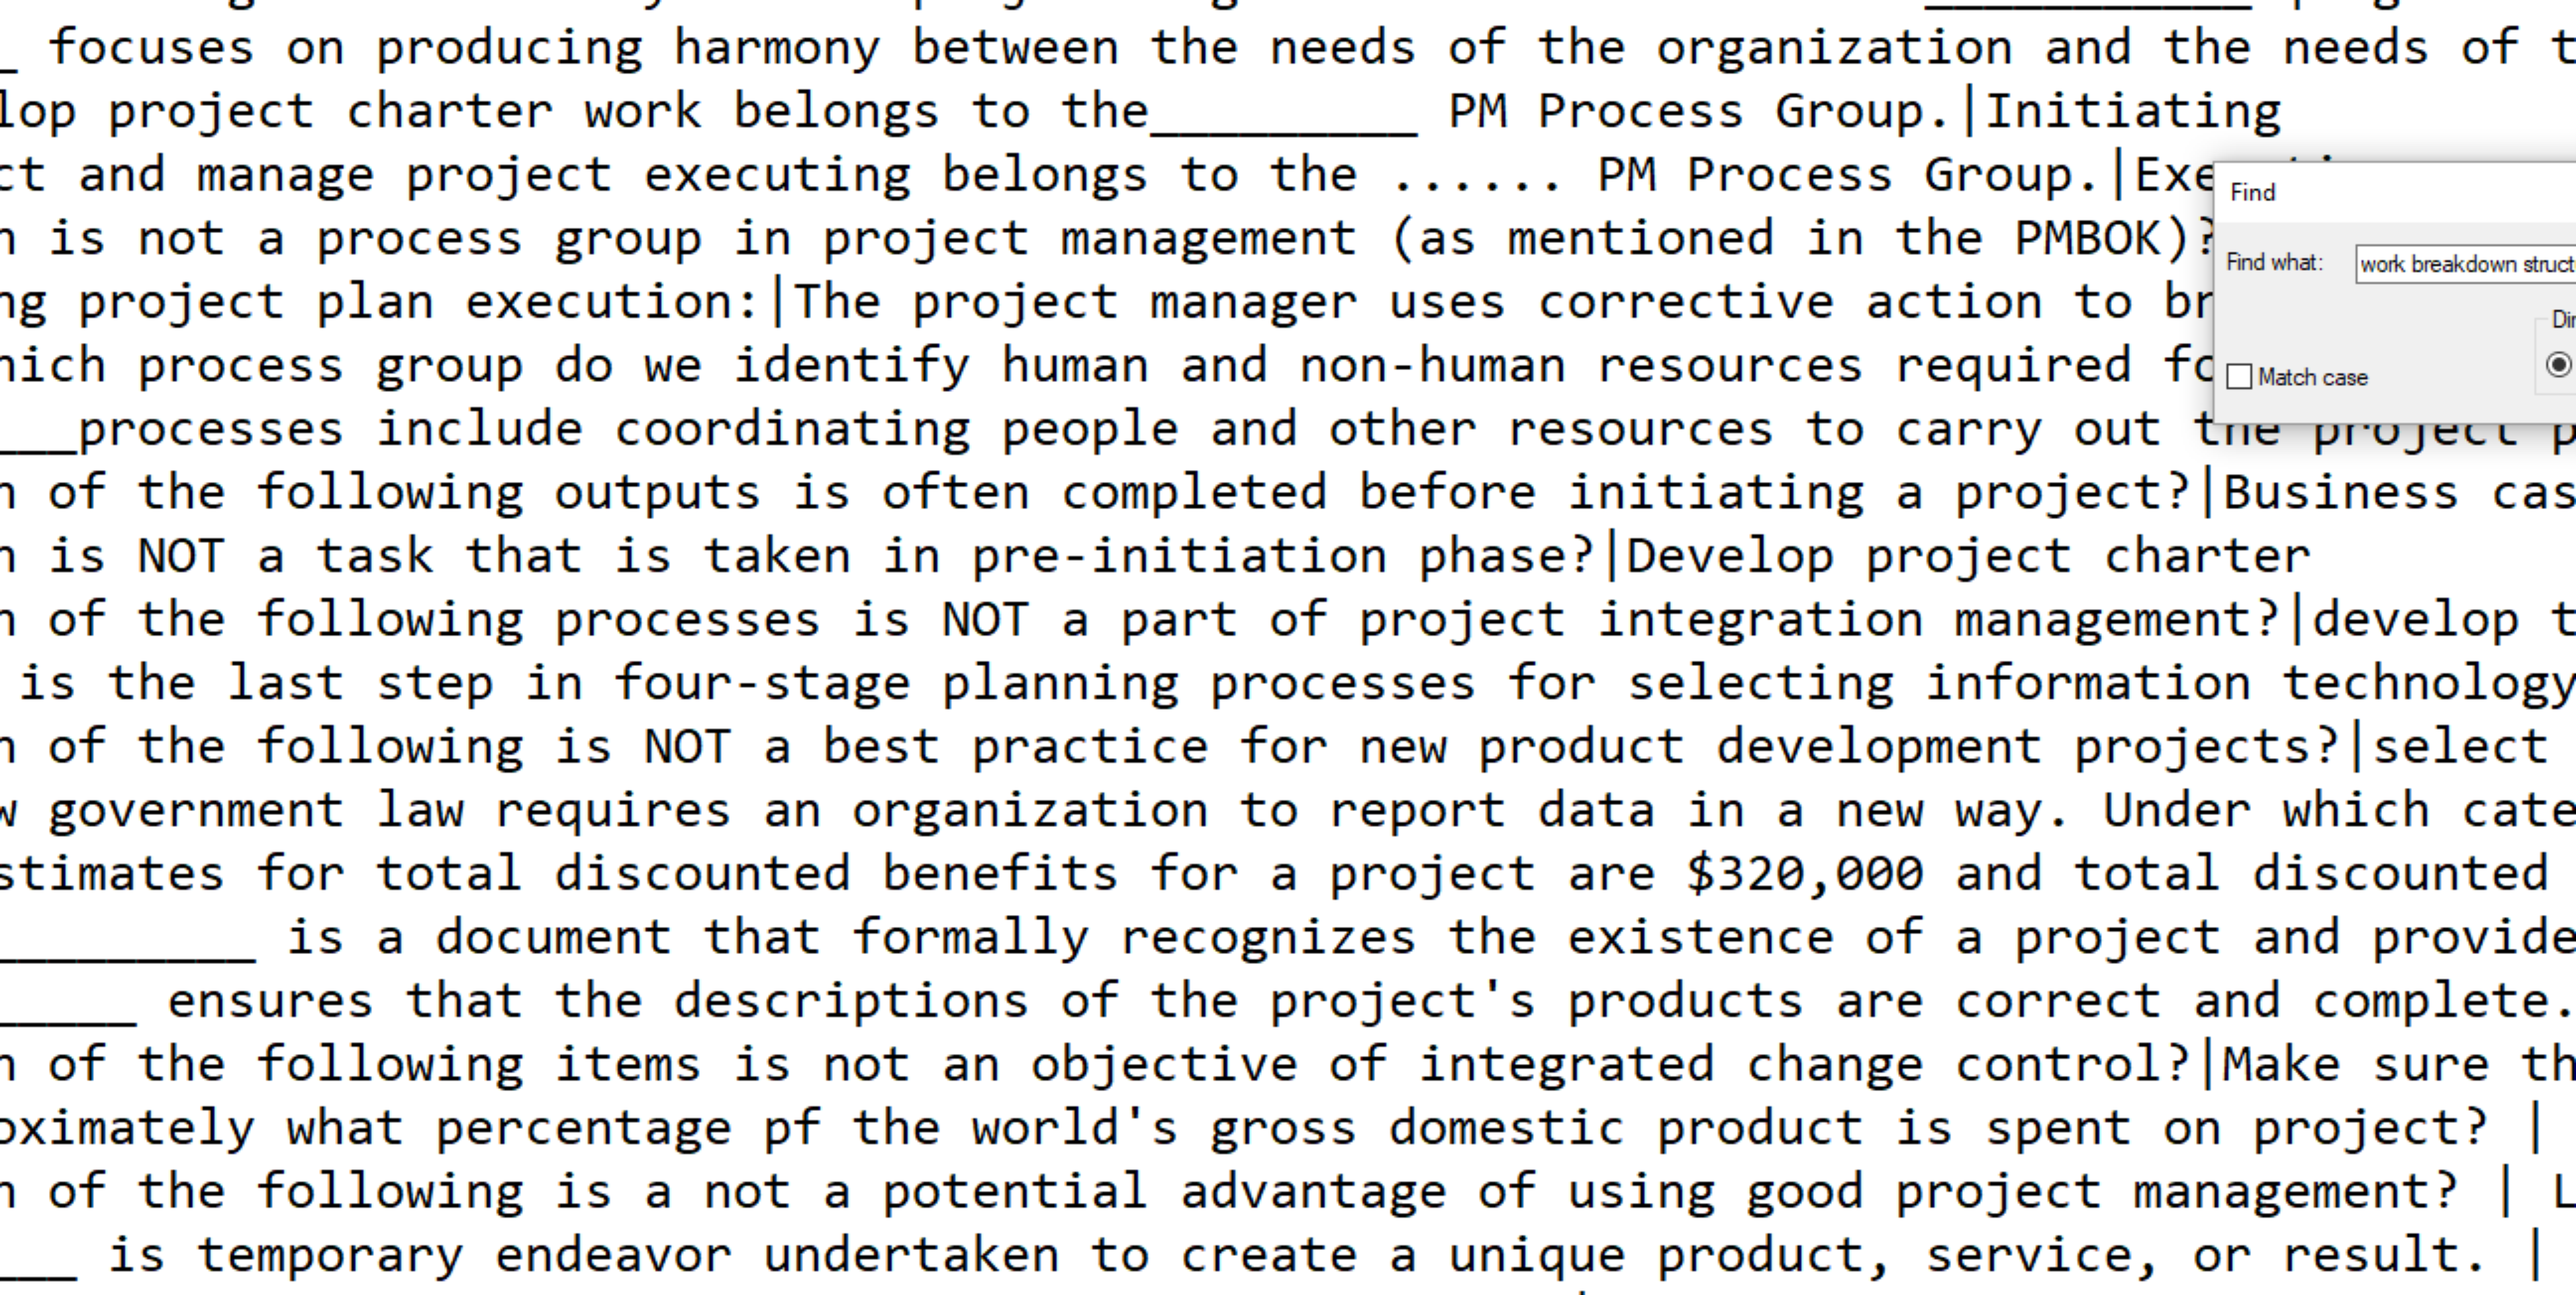 _ focuses on producing harmony between the needs of the organization and the needs of t
lop project charter work belongs to the_________ PM Process Group.|Initiating
ct and manage project executing belongs to the ...... PM Process Group.|Exe
Find
n is not a process group in project management (as mentioned in the PMBOK)?
Find what: work breakdown struct
ng project plan execution:|The project manager uses corrective action to br
Dir
hich process group do we identify human and non-human resources required fo
Match case
___processes include coordinating people and other resources to carry out the project p
n of the following outputs is often completed before initiating a project?|Business cas
n is NOT a task that is taken in pre-initiation phase?|Develop project charter
n of the following processes is NOT a part of project integration management?|develop t
is the last step in four-stage planning processes for selecting information technology
n of the following is NOT a best practice for new product development projects?|select
w government law requires an organization to report data in a new way. Under which cate
stimates for total discounted benefits for a project are $320,000 and total discounted
_________ is a document that formally recognizes the existence of a project and provide
_____ ensures that the descriptions of the project's products are correct and complete.
n of the following items is not an objective of integrated change control?|Make sure th
oximately what percentage pf the world's gross domestic product is spent on project? |
n of the following is a not a potential advantage of using good project management? | L
___ is temporary endeavor undertaken to create a unique product, service, or result. |